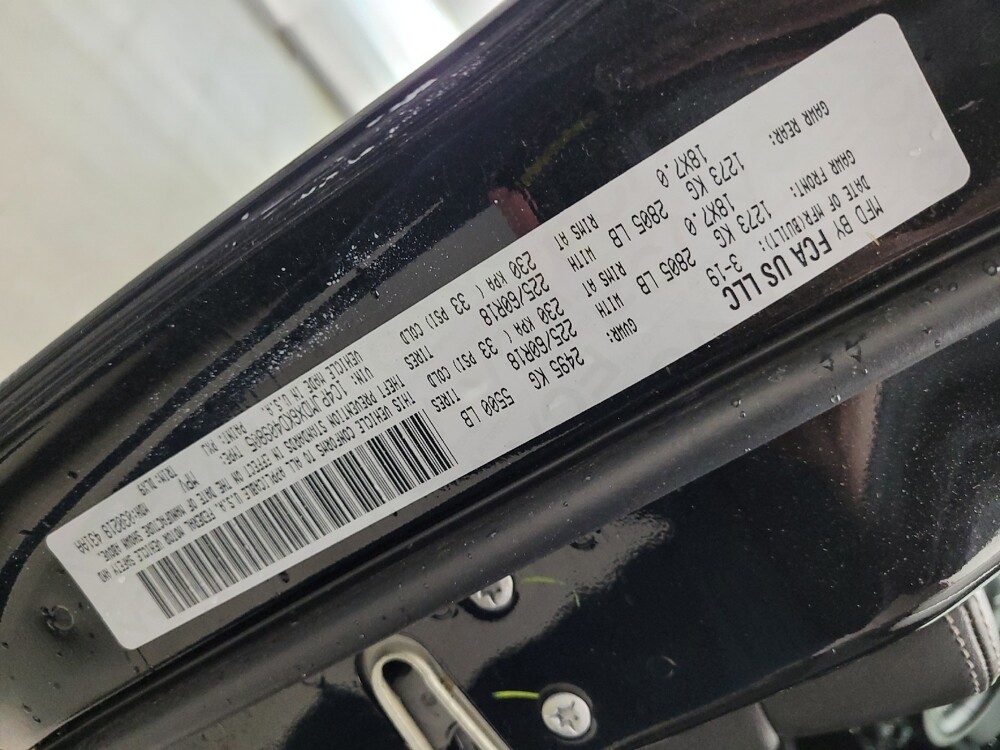 MFD BY FCA US LLC
DATE OF MFR(BUILT): 3-19
GVWR: 2495 KG 5500 LB
GAWR FRONT: 1273 KG 2805 LB WITH 225/60R18 TIRES
18X7.0 RIMS AT 230 KPA ( 33 PSI) COLD
GAWR REAR: 1273 KG 2805 LB WITH 225/60R18 TIRES
18X7.0 RIMS AT 230 KPA ( 33 PSI) COLD
THIS VEHICLE CONFORMS TO ALL APPLICABLE U.S.A. FEDERAL MOTOR VEHICLE SAFETY AND
THEFT PREVENTION STANDARDS IN EFFECT ON THE DATE OF MANUFACTURE SHOWN ABOVE.
VIN: TYPE: MPV
VEHICLE MADE IN U.S.A. PAINT: